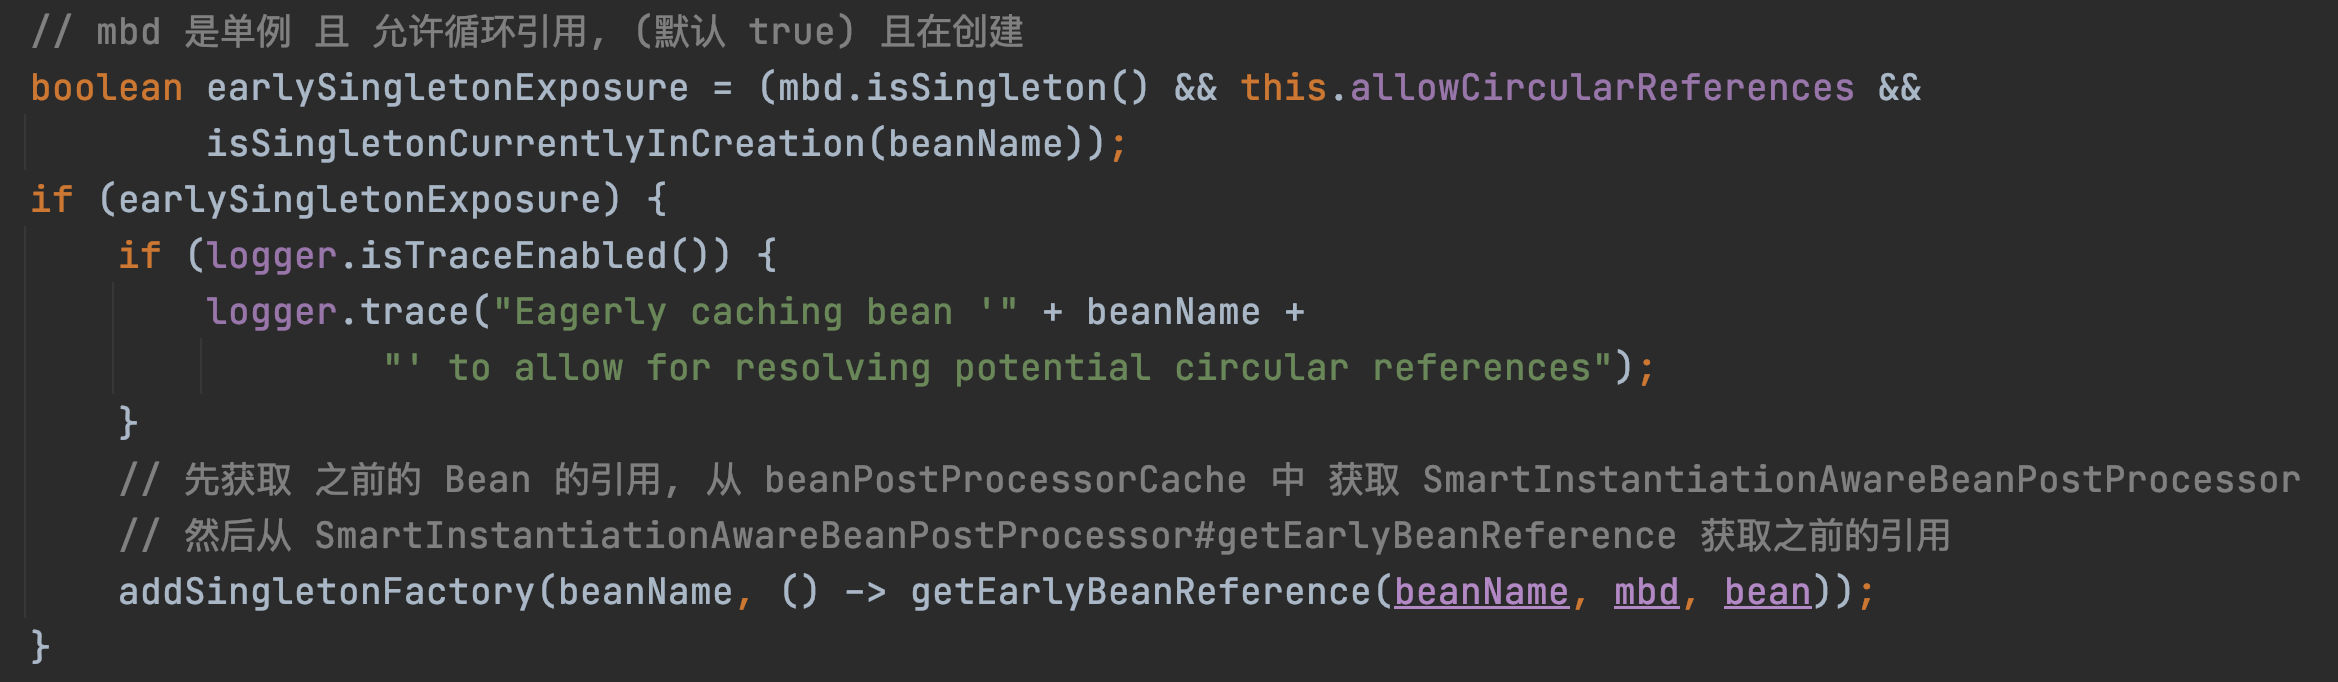 // mbd 是单例 且 允许循环引用, (默认 true) 且在创建
boolean earlySingletonExposure = (mbd.isSingleton() && this.allowCircularReferences &&
        isSingletonCurrentlyInCreation(beanName));
if (earlySingletonExposure) {
    if (logger.isTraceEnabled()) {
        logger.trace("Eagerly caching bean '" + beanName +
                "' to allow for resolving potential circular references");
    }
    // 先获取 之前的 Bean 的引用, 从 beanPostProcessorCache 中 获取 SmartInstantiationAwareBeanPostProcessor
    // 然后从 SmartInstantiationAwareBeanPostProcessor#getEarlyBeanReference 获取之前的引用
    addSingletonFactory(beanName, () -> getEarlyBeanReference(beanName, mbd, bean));
}